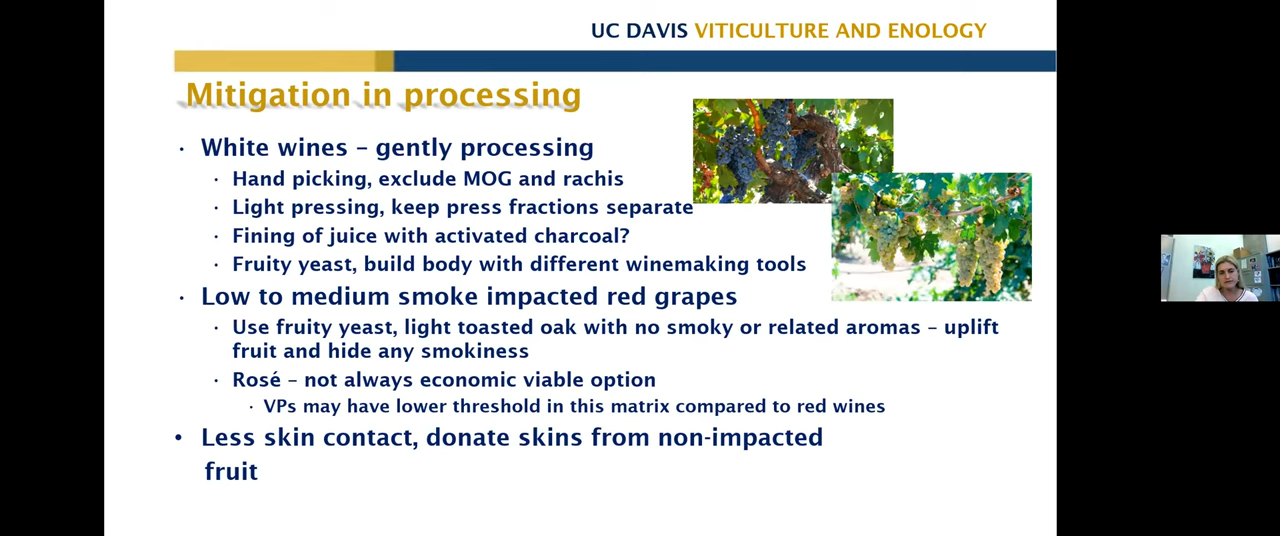 UC DAVIS VITICULTURE AND ENOLOGY
Mitigation in processing
· White wines – gently processing
· Hand picking, exclude MOG and rachis
· Light pressing, keep press fractions separate
· Fining of juice with activated charcoal?
· Fruity yeast, build body with different winemaking tools
· Low to medium smoke impacted red grapes
· Use fruity yeast, light toasted oak with no smoky or related aromas – uplift
fruit and hide any smokiness
· Rosé – not always economic viable option
· VPs may have lower threshold in this matrix compared to red wines
• Less skin contact, donate skins from non-impacted
fruit